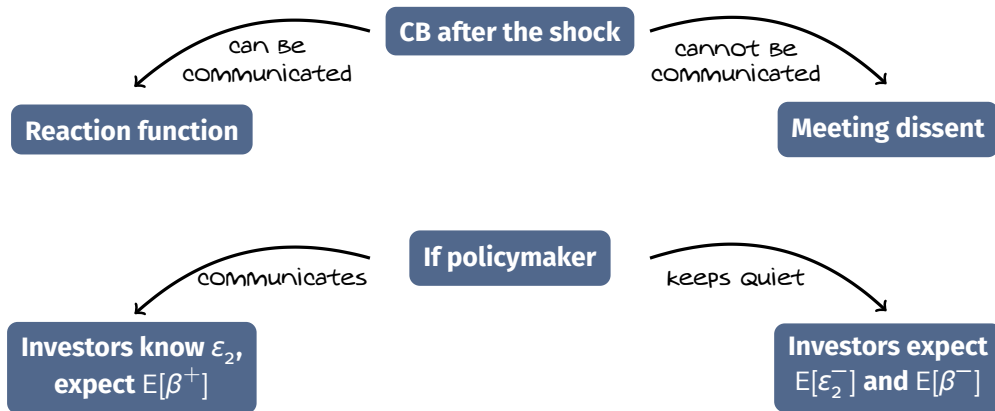 CB after the shock
can Be
communicated
cannot Be
communicated
Reaction function
Meeting dissent
If policymaker
communicates
keeps Quiet
Investors know ε₂,
expect E[β⁺]
Investors expect
E[ε₂⁻] and E[β⁻]